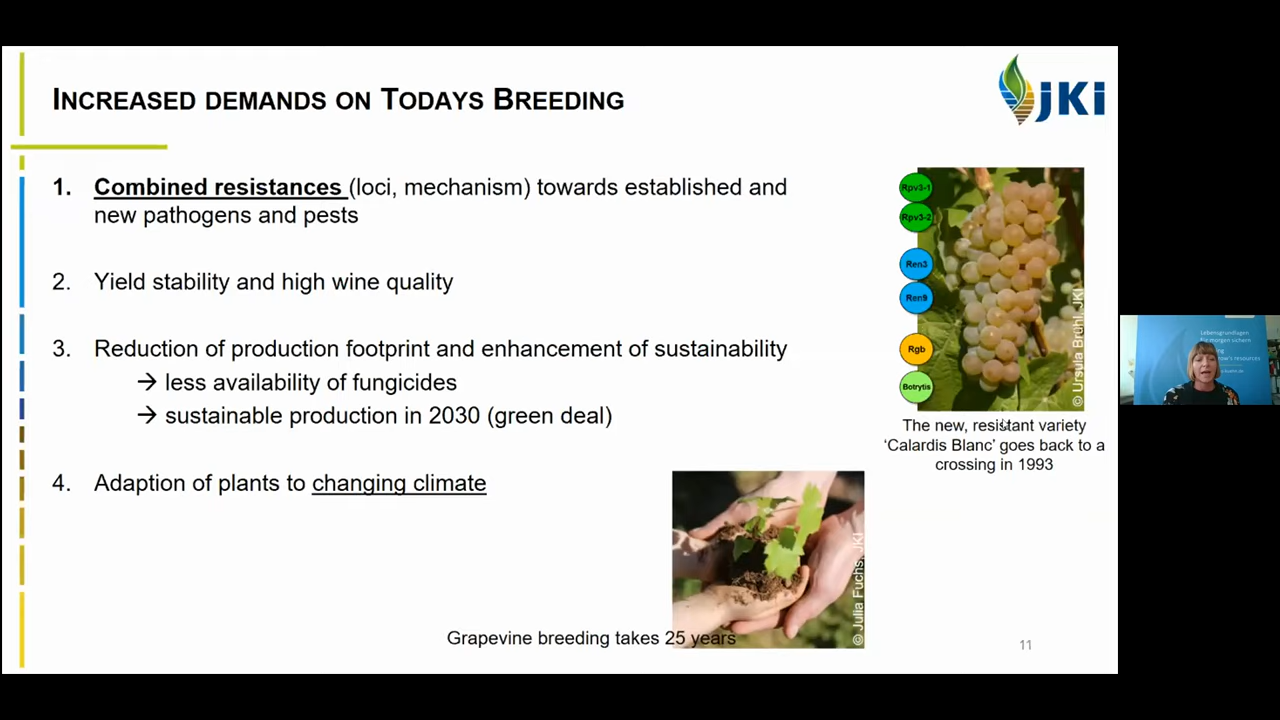 INCREASED DEMANDS ON TODAYS BREEDING
JKi
1. Combined resistances (loci, mechanism) towards established and
new pathogens and pests
2. Yield stability and high wine quality
3. Reduction of production footprint and enhancement of sustainability
→ less availability of fungicides
→ sustainable production in 2030 (green deal)
4. Adaption of plants to changing climate
Rpv3-1
Rpv3-2
Ren3
Ren9
Rgb
Botrytis
© Ursula Brühl, JKI
The new, resistant variety
‘Calardis Blanc’ goes back to a
crossing in 1993
© Julia Fuchs, JKI
Grapevine breeding takes 25 years
11
Lebensgrundlagen
für morgen sichern